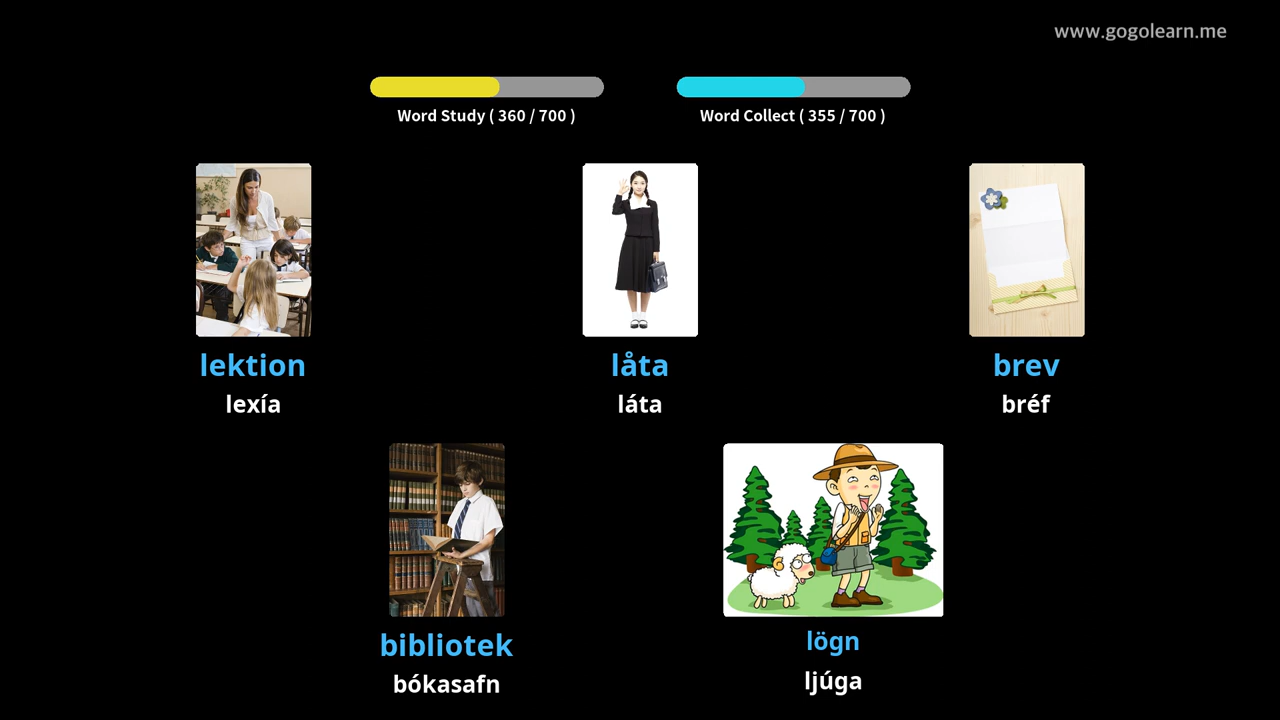 www.gogolearn.me
Word Study ( 360 / 700 )
Word Collect ( 355 / 700 )
lektion
lexía
låta
láta
brev
bréf
bibliotek
bókasafn
lögn
ljúga